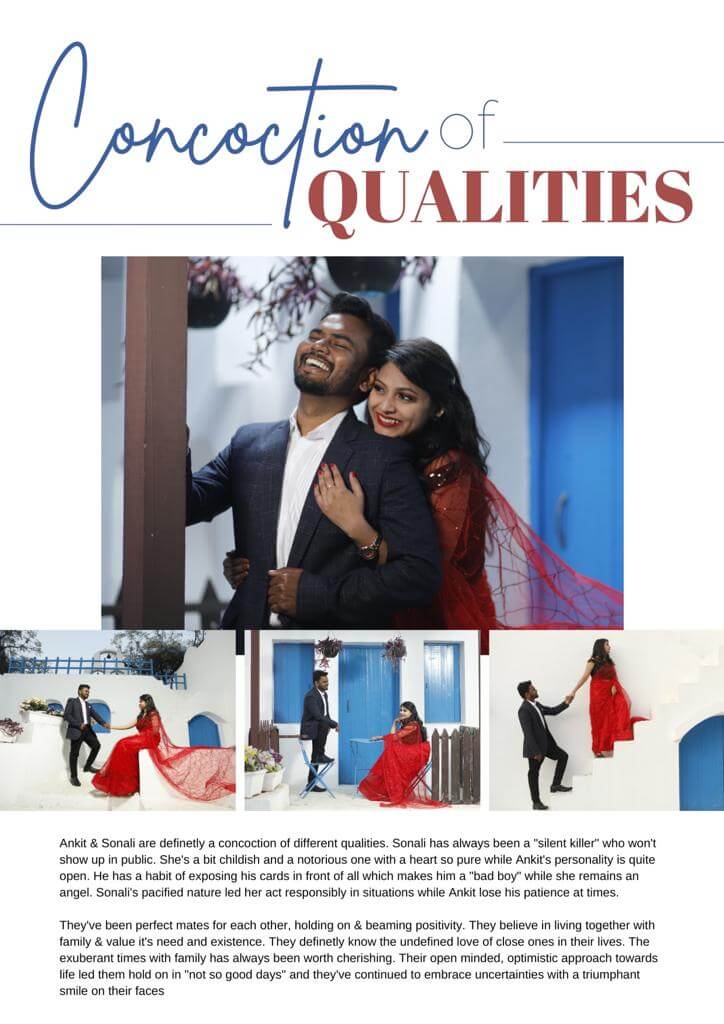 Concoction of
QUALITIES
Ankit & Sonali are definetly a concoction of different qualities. Sonali has always been a "silent killer" who won't
show up in public. She's a bit childish and a notorious one with a heart so pure while Ankit's personality is quite
open. He has a habit of exposing his cards in front of all which makes him a "bad boy" while she remains an
angel. Sonali's pacified nature led her act responsibly in situations while Ankit lose his patience at times.
They've been perfect mates for each other, holding on & beaming positivity. They believe in living together with
family & value it's need and existence. They definetly know the undefined love of close ones in their lives. The
exuberant times with family has always been worth cherishing. Their open minded, optimistic approach towards
life led them hold on in "not so good days" and they've continued to embrace uncertainties with a triumphant
smile on their faces